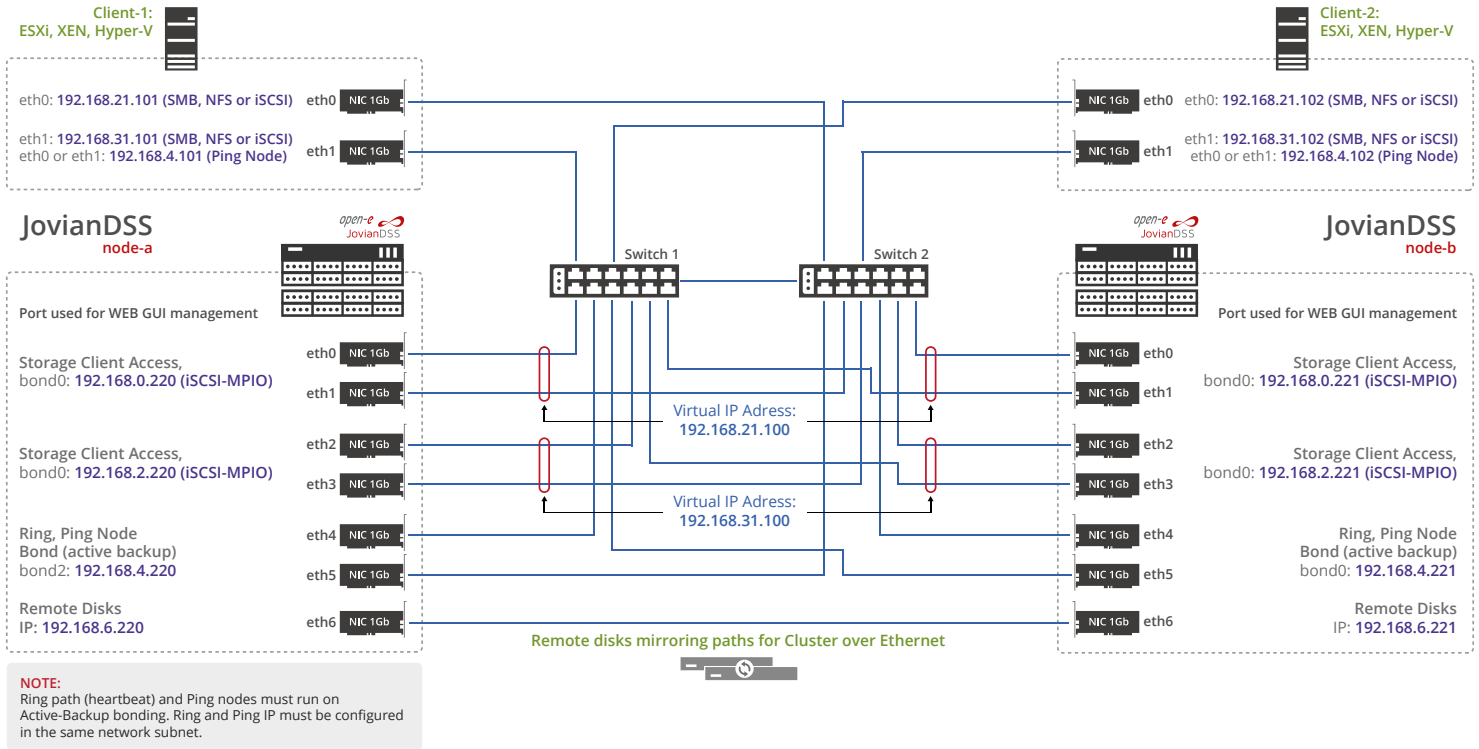 Client-1:
ESXi, XEN, Hyper-V
eth0: 192.168.21.101 (SMB, NFS or iSCSI)
eth0
NIC 1Gb
eth1: 192.168.31.101 (SMB, NFS or iSCSI)
eth0 or eth1: 192.168.4.101 (Ping Node)
eth1
NIC 1Gb
Client-2:
ESXi, XEN, Hyper-V
NIC 1Gb
eth0
eth0: 192.168.21.102 (SMB, NFS or iSCSI)
NIC 1Gb
eth1
eth1: 192.168.31.102 (SMB, NFS or iSCSI)
eth0 or eth1: 192.168.4.102 (Ping Node)
JovianDSS
node-a
open-e
JovianDSS
Port used for WEB GUI management
Storage Client Access,
bond0: 192.168.0.220 (iSCSI-MPIO)
eth0
NIC 1Gb
eth1
NIC 1Gb
Storage Client Access,
bond0: 192.168.2.220 (iSCSI-MPIO)
eth2
NIC 1Gb
eth3
NIC 1Gb
Ring, Ping Node
Bond (active backup)
bond2: 192.168.4.220
eth4
NIC 1Gb
eth5
NIC 1Gb
Remote Disks
IP: 192.168.6.220
eth6
NIC 1Gb
Switch 1
Switch 2
Virtual IP Adress:
192.168.21.100
Virtual IP Adress:
192.168.31.100
Remote disks mirroring paths for Cluster over Ethernet
open-e
JovianDSS
JovianDSS
node-b
Port used for WEB GUI management
NIC 1Gb
eth0
NIC 1Gb
eth1
Storage Client Access,
bond0: 192.168.0.221 (iSCSI-MPIO)
NIC 1Gb
eth2
NIC 1Gb
eth3
Storage Client Access,
bond0: 192.168.2.221 (iSCSI-MPIO)
NIC 1Gb
eth4
NIC 1Gb
eth5
Ring, Ping Node
Bond (active backup)
bond0: 192.168.4.221
NIC 1Gb
eth6
Remote Disks
IP: 192.168.6.221
NOTE:
Ring path (heartbeat) and Ping nodes must run on
Active-Backup bonding. Ring and Ping IP must be configured
in the same network subnet.